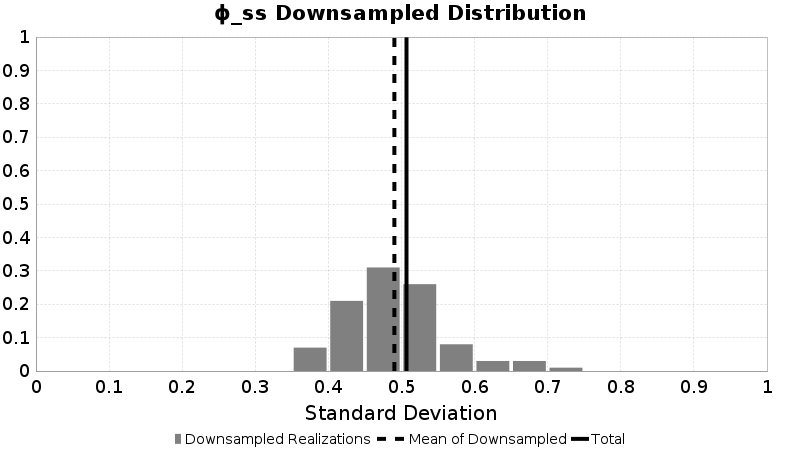 ϕ_ss Downsampled Distribution
1
0.9
0.8
0.7
0.6
0.5
0.4
0.3
0.2
0.1
0
0 0.1 0.2 0.3 0.4 0.5 0.6 0.7 0.8 0.9 1
Standard Deviation
Downsampled Realizations Mean of Downsampled Total